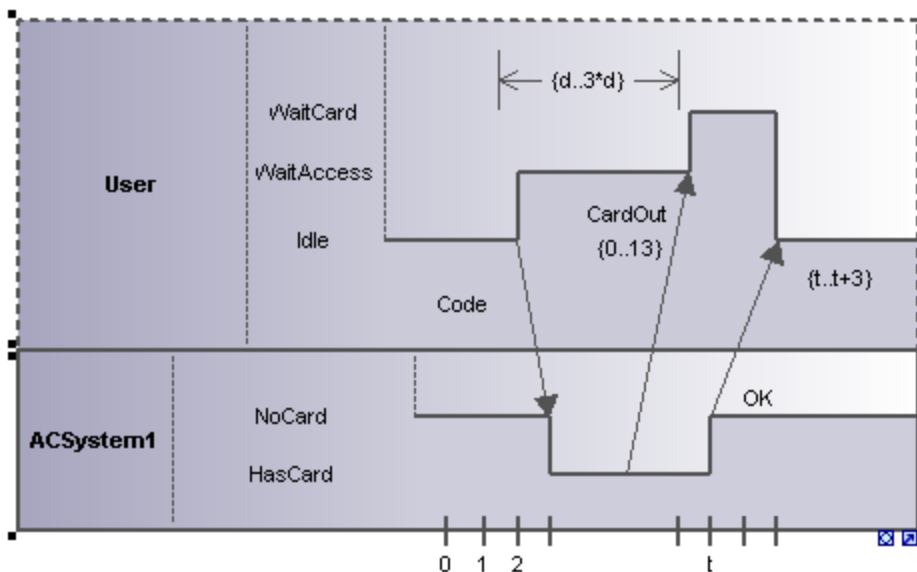 {d..3*d}
WaitCard
WaitAccess
User
Idle
CardOut
{0..13}
{t..t+3}
Code
OK
NoCard
ACSystem1
HasCard
0 1 2 t